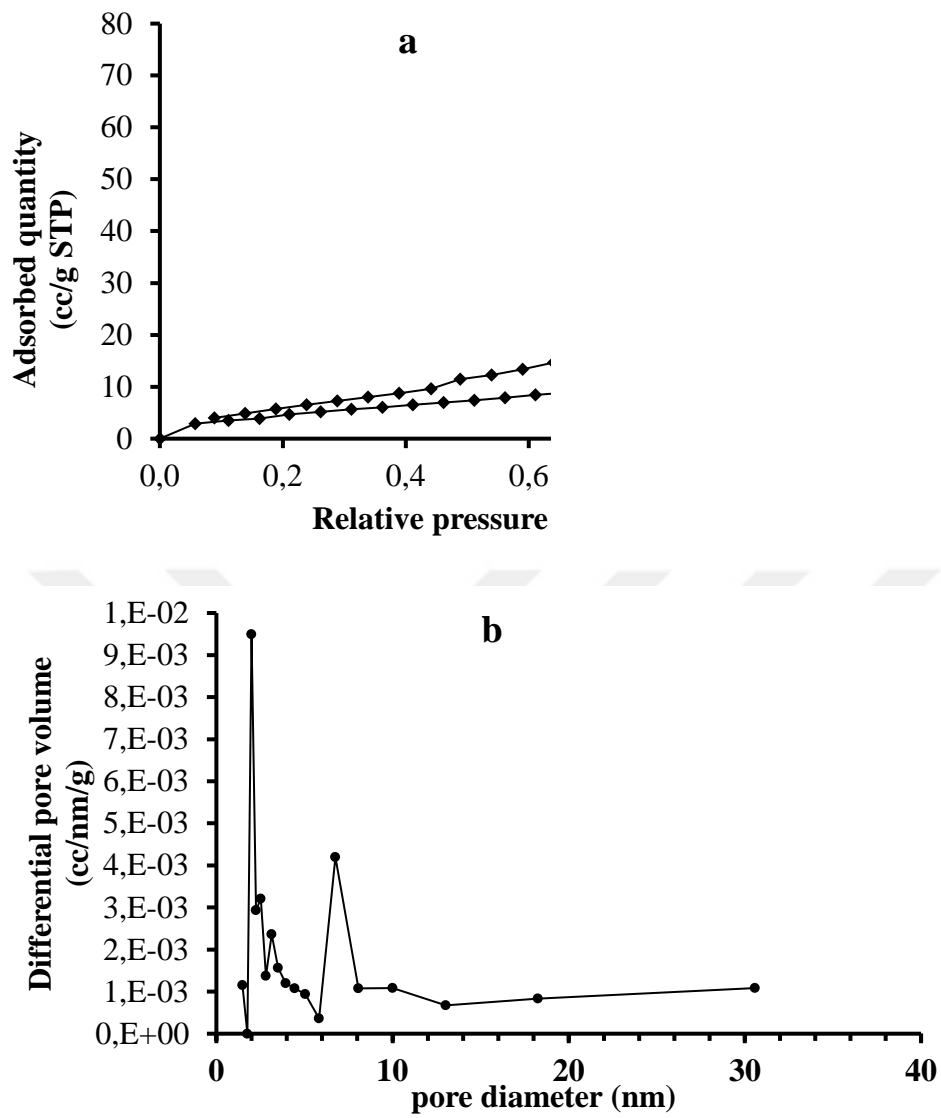 a
80
70
60
50
40
30
20
10
0
Adsorbed quantity
(cc/g STP)
0,0 0,2 0,4 0,6
Relative pressure
b
1,E-02
9,E-03
8,E-03
7,E-03
6,E-03
5,E-03
4,E-03
3,E-03
2,E-03
1,E-03
0,E+00
Differential pore volume
(cc/nm/g)
0 10 20 30 40
pore diameter (nm)